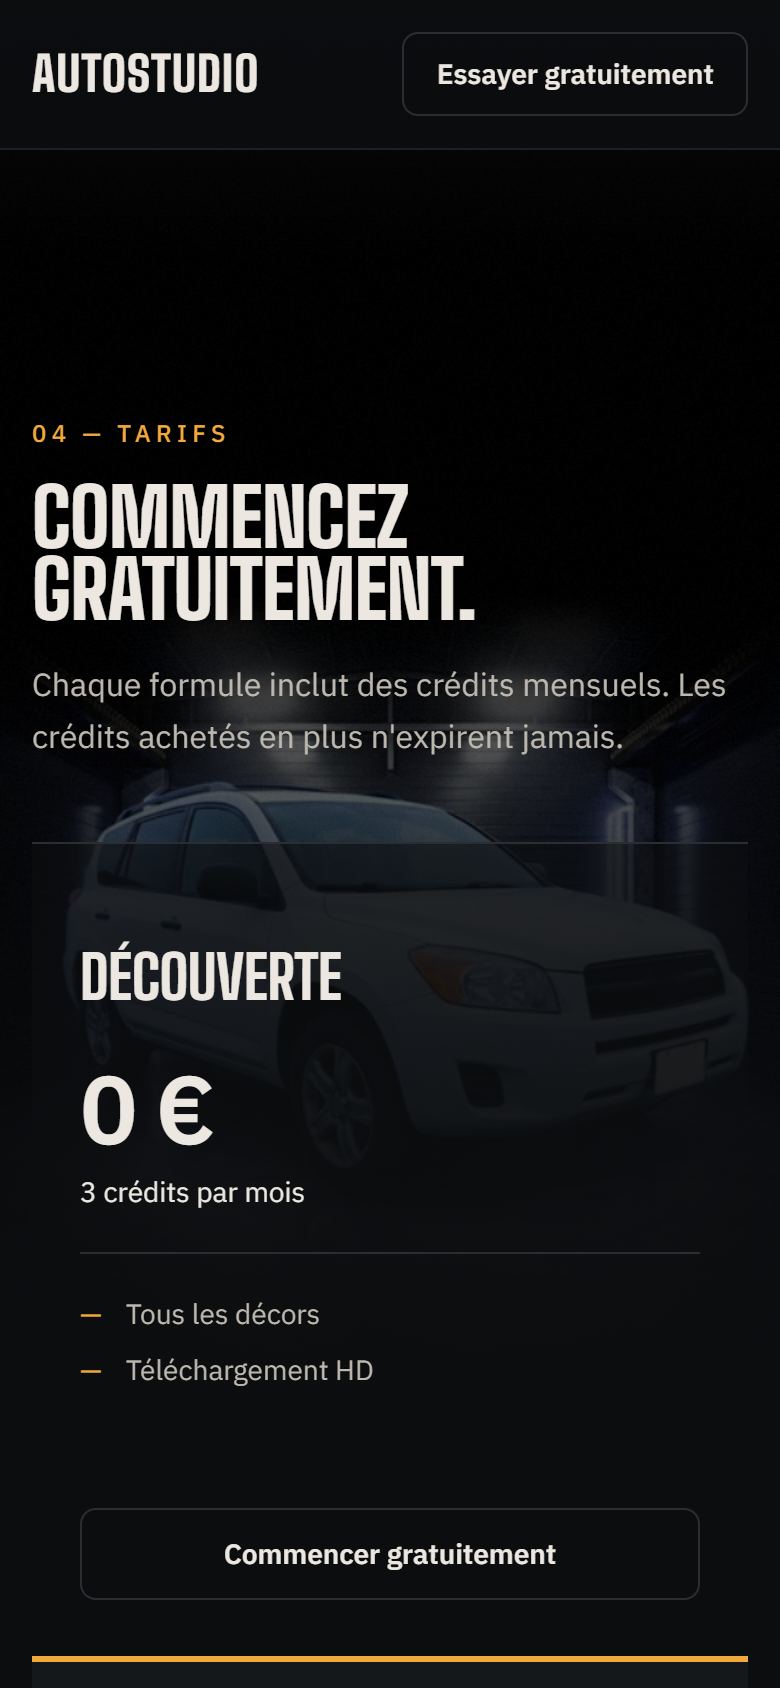 AUTOSTUDIO
Essayer gratuitement
04 — TARIFS
COMMENCEZ
GRATUITEMENT.
Chaque formule inclut des crédits mensuels. Les
crédits achetés en plus n'expirent jamais.
DÉCOUVERTE
0 €
3 crédits par mois
— Tous les décors
— Téléchargement HD
Commencer gratuitement